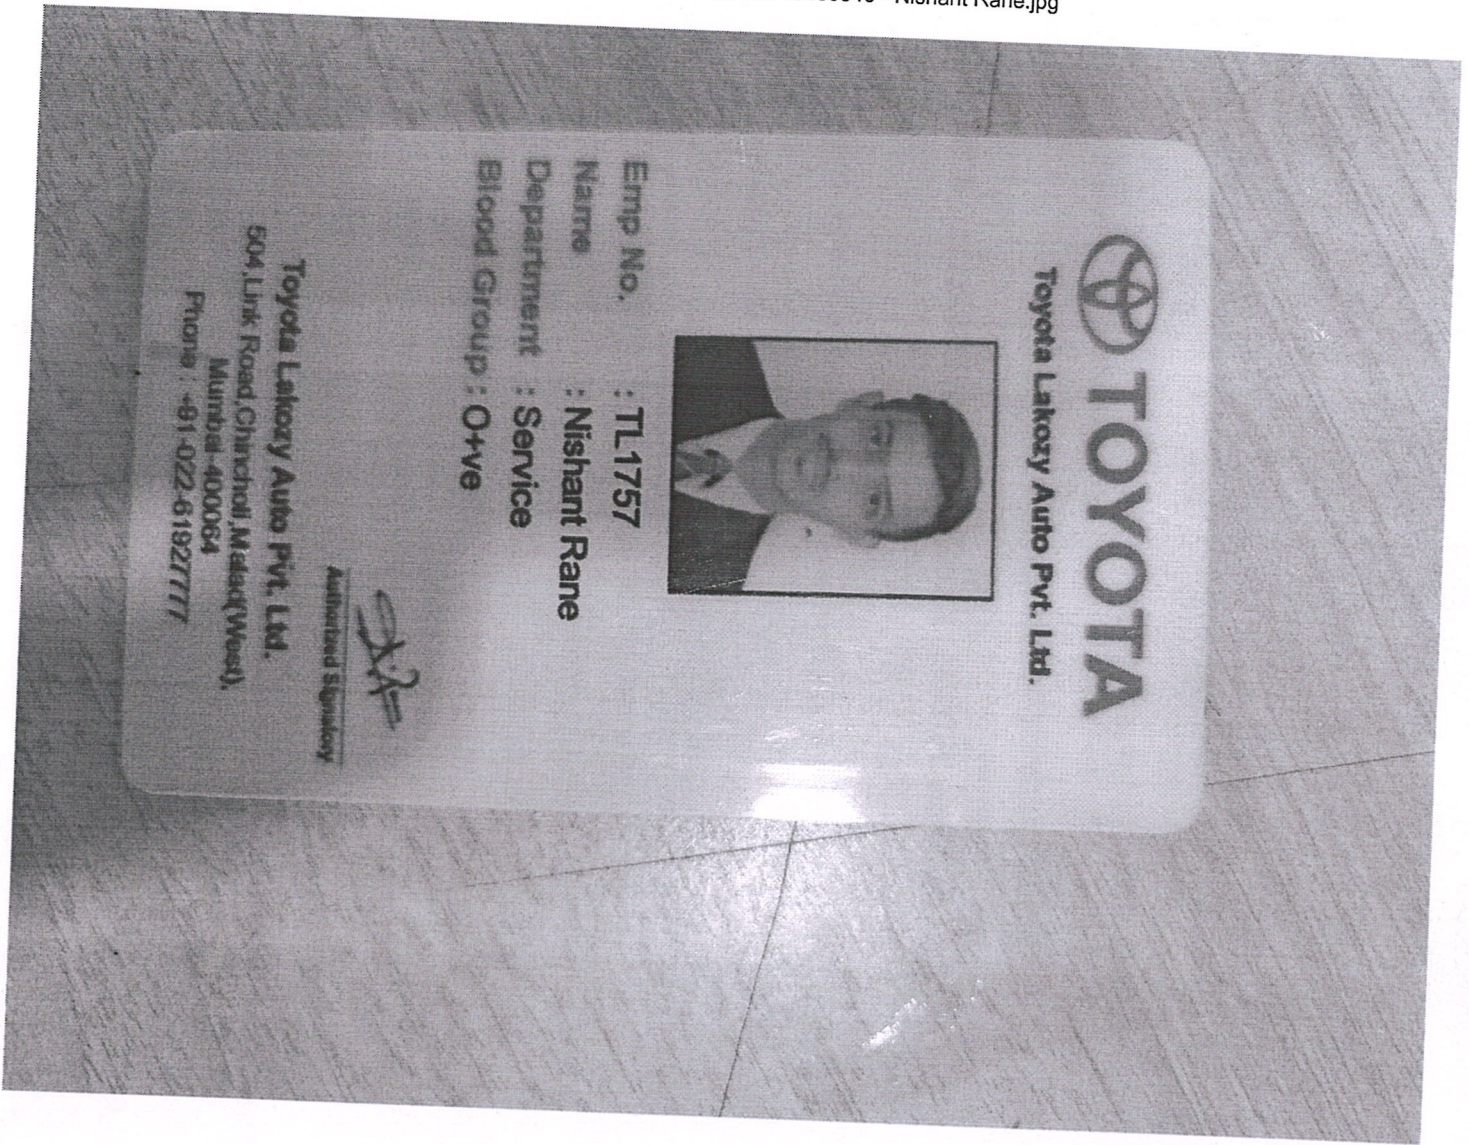 Nishant Rane.jpg
TOYOTA
Toyota Lakozy Auto Pvt. Ltd.
Emp No. : TL1757
Name : Nishant Rane
Department : Service
Blood Group : O+ve
Authorised Signatory
Toyota Lakozy Auto Pvt. Ltd.
504,Link Road,Chincholi,Malad(West),
Mumbai-400064
Phone : +91-022-61927777